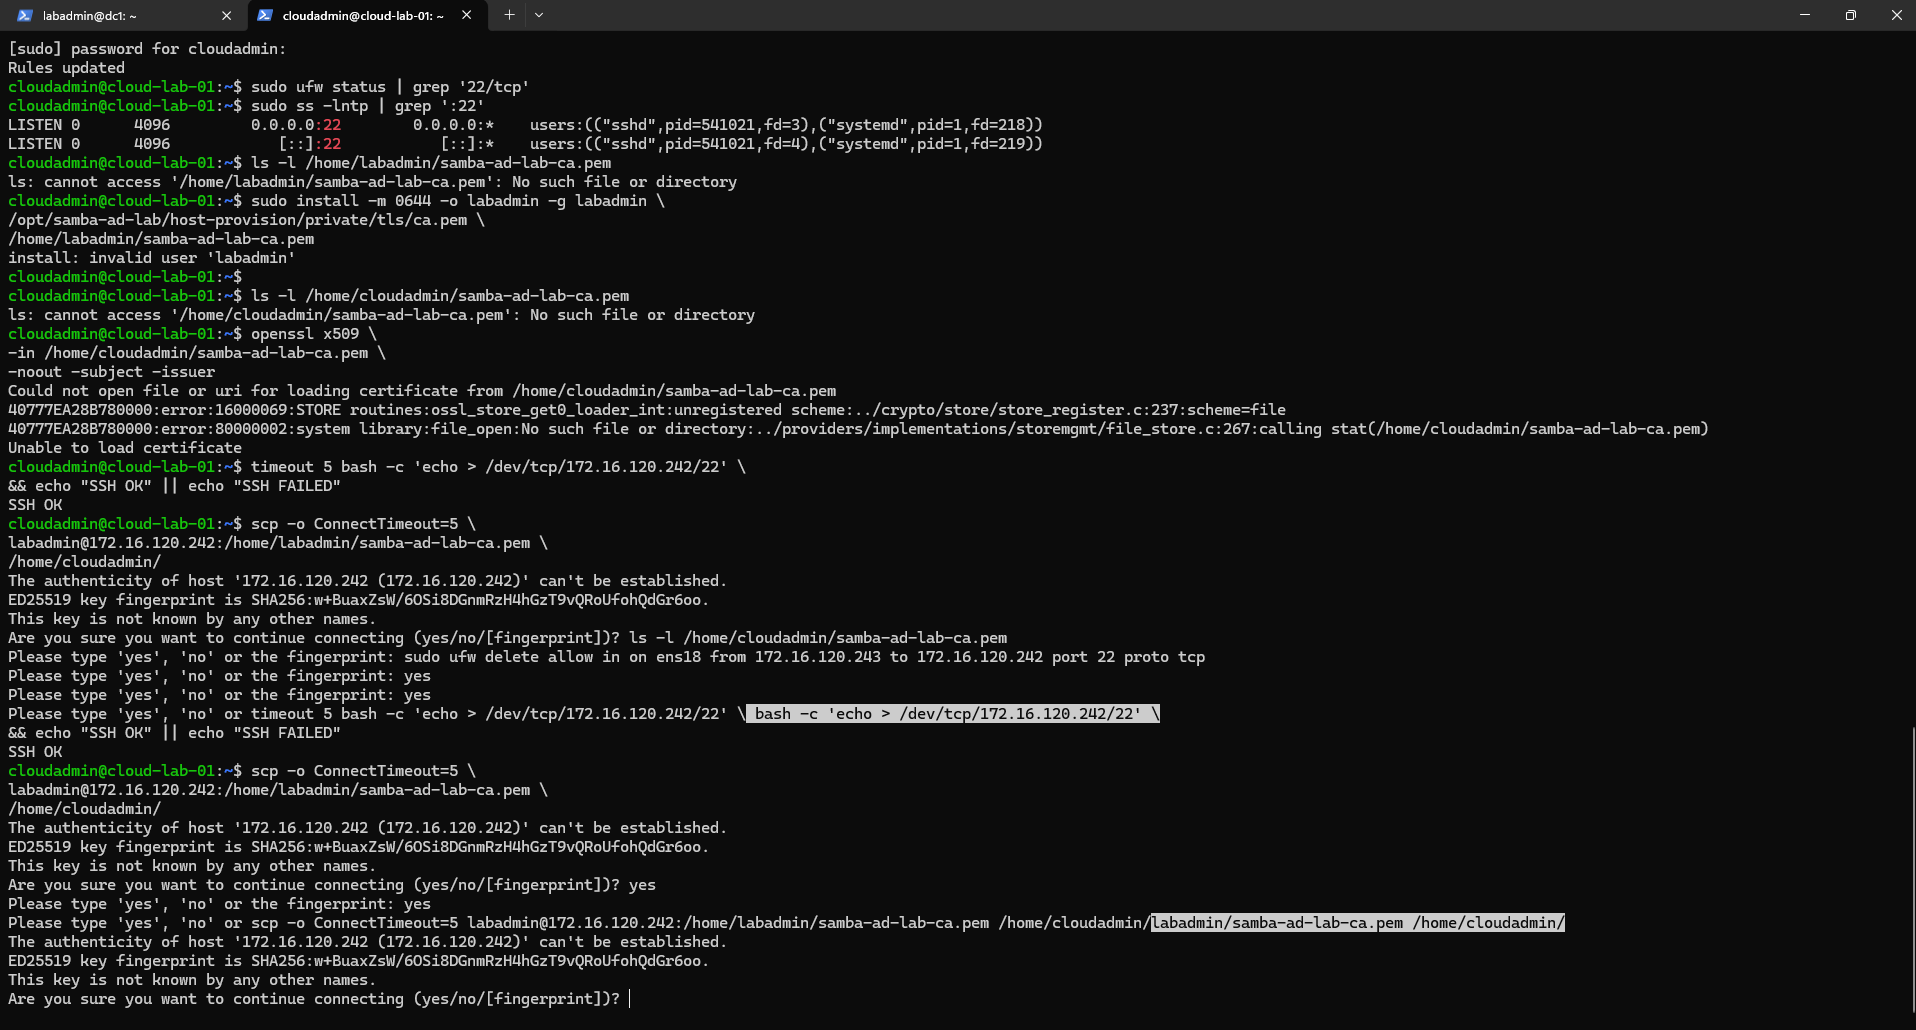 labadmin@dc1: ~
cloudadmin@cloud-lab-01: ~
[sudo] password for cloudadmin:
Rules updated
cloudadmin@cloud-lab-01:~$ sudo ufw status | grep '22/tcp'
cloudadmin@cloud-lab-01:~$ sudo ss -lntp | grep ':22'
LISTEN 0      4096         0.0.0.0:22        0.0.0.0:*    users:(("sshd",pid=541021,fd=3),("systemd",pid=1,fd=218))
LISTEN 0      4096            [::]:22           [::]:*    users:(("sshd",pid=541021,fd=4),("systemd",pid=1,fd=219))
cloudadmin@cloud-lab-01:~$ ls -l /home/labadmin/samba-ad-lab-ca.pem
ls: cannot access '/home/labadmin/samba-ad-lab-ca.pem': No such file or directory
cloudadmin@cloud-lab-01:~$ sudo install -m 0644 -o labadmin -g labadmin \
/opt/samba-ad-lab/host-provision/private/tls/ca.pem \
/home/labadmin/samba-ad-lab-ca.pem
install: invalid user 'labadmin'
cloudadmin@cloud-lab-01:~$
cloudadmin@cloud-lab-01:~$ ls -l /home/cloudadmin/samba-ad-lab-ca.pem
ls: cannot access '/home/cloudadmin/samba-ad-lab-ca.pem': No such file or directory
cloudadmin@cloud-lab-01:~$ openssl x509 \
-in /home/cloudadmin/samba-ad-lab-ca.pem \
-noout -subject -issuer
Could not open file or uri for loading certificate from /home/cloudadmin/samba-ad-lab-ca.pem
40777EA28B780000:error:16000069:STORE routines:ossl_store_get0_loader_int:unregistered scheme:../crypto/store/store_register.c:237:scheme=file
40777EA28B780000:error:80000002:system library:file_open:No such file or directory:../providers/implementations/storemgmt/file_store.c:267:calling stat(/home/cloudadmin/samba-ad-lab-ca.pem)
Unable to load certificate
cloudadmin@cloud-lab-01:~$ timeout 5 bash -c 'echo > /dev/tcp/172.16.120.242/22' \
&& echo "SSH OK" || echo "SSH FAILED"
SSH OK
cloudadmin@cloud-lab-01:~$ scp -o ConnectTimeout=5 \
labadmin@172.16.120.242:/home/labadmin/samba-ad-lab-ca.pem \
/home/cloudadmin/
The authenticity of host '172.16.120.242 (172.16.120.242)' can't be established.
ED25519 key fingerprint is SHA256:w+BuaxZsW/6OSi8DGnmRzH4hGzT9vQRoUfohQdGr6oo.
This key is not known by any other names.
Are you sure you want to continue connecting (yes/no/[fingerprint])? ls -l /home/cloudadmin/samba-ad-lab-ca.pem
Please type 'yes', 'no' or the fingerprint: sudo ufw delete allow in on ens18 from 172.16.120.243 to 172.16.120.242 port 22 proto tcp
Please type 'yes', 'no' or the fingerprint: yes
Please type 'yes', 'no' or the fingerprint: yes
Please type 'yes', 'no' or timeout 5 bash -c 'echo > /dev/tcp/172.16.120.242/22' \ bash -c 'echo > /dev/tcp/172.16.120.242/22' \
&& echo "SSH OK" || echo "SSH FAILED"
SSH OK
cloudadmin@cloud-lab-01:~$ scp -o ConnectTimeout=5 \
labadmin@172.16.120.242:/home/labadmin/samba-ad-lab-ca.pem \
/home/cloudadmin/
The authenticity of host '172.16.120.242 (172.16.120.242)' can't be established.
ED25519 key fingerprint is SHA256:w+BuaxZsW/6OSi8DGnmRzH4hGzT9vQRoUfohQdGr6oo.
This key is not known by any other names.
Are you sure you want to continue connecting (yes/no/[fingerprint])? yes
Please type 'yes', 'no' or the fingerprint: yes
Please type 'yes', 'no' or scp -o ConnectTimeout=5 labadmin@172.16.120.242:/home/labadmin/samba-ad-lab-ca.pem /home/cloudadmin/labadmin/samba-ad-lab-ca.pem /home/cloudadmin/
The authenticity of host '172.16.120.242 (172.16.120.242)' can't be established.
ED25519 key fingerprint is SHA256:w+BuaxZsW/6OSi8DGnmRzH4hGzT9vQRoUfohQdGr6oo.
This key is not known by any other names.
Are you sure you want to continue connecting (yes/no/[fingerprint])?